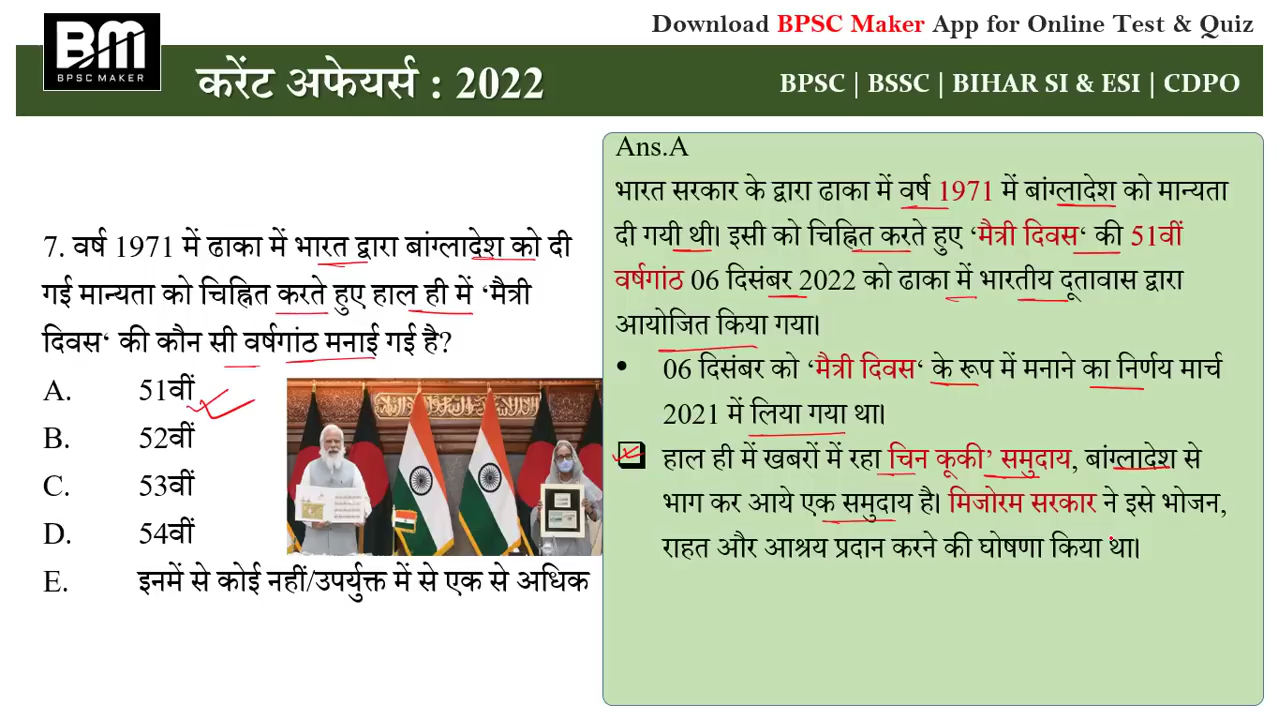 Download BPSC Maker App for Online Test & Quiz
BM
BPSC MAKER
करेंट अफेयर्स : 2022
BPSC | BSSC | BIHAR SI & ESI | CDPO
7. वर्ष 1971 में ढाका में भारत द्वारा बांग्लादेश को दी
गई मान्यता को चिह्नित करते हुए हाल ही में ‘मैत्री
दिवस‘ की कौन सी वर्षगांठ मनाई गई है?
A. 51वीं
B. 52वीं
C. 53वीं
D. 54वीं
E. इनमें से कोई नहीं/उपर्युक्त में से एक से अधिक
Ans.A
भारत सरकार के द्वारा ढाका में वर्ष 1971 में बांग्लादेश को मान्यता
दी गयी थी। इसी को चिह्नित करते हुए ‘मैत्री दिवस‘ की 51वीं
वर्षगांठ 06 दिसंबर 2022 को ढाका में भारतीय दूतावास द्वारा
आयोजित किया गया।
• 06 दिसंबर को ‘मैत्री दिवस‘ के रूप में मनाने का निर्णय मार्च
2021 में लिया गया था।
हाल ही में खबरों में रहा चिन कूकी’ समुदाय, बांग्लादेश से
भाग कर आये एक समुदाय है। मिजोरम सरकार ने इसे भोजन,
राहत और आश्रय प्रदान करने की घोषणा किया था।